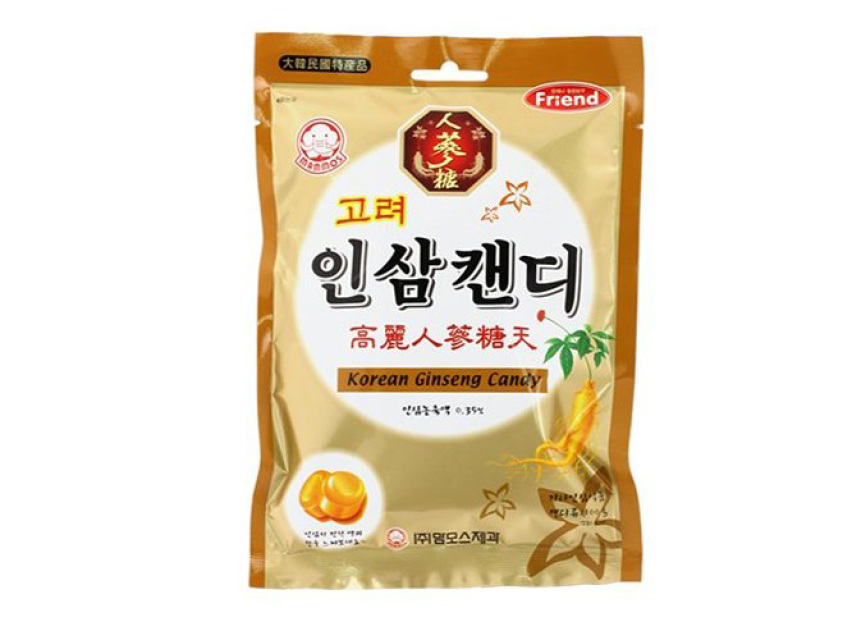 大韓民國特産品
Friend
MAMMOS
人
蔘
糖
고려
인삼캔디
高麗人蔘糖天
Korean Ginseng Candy
인삼농축액 0.35%
(주)맘모스제과